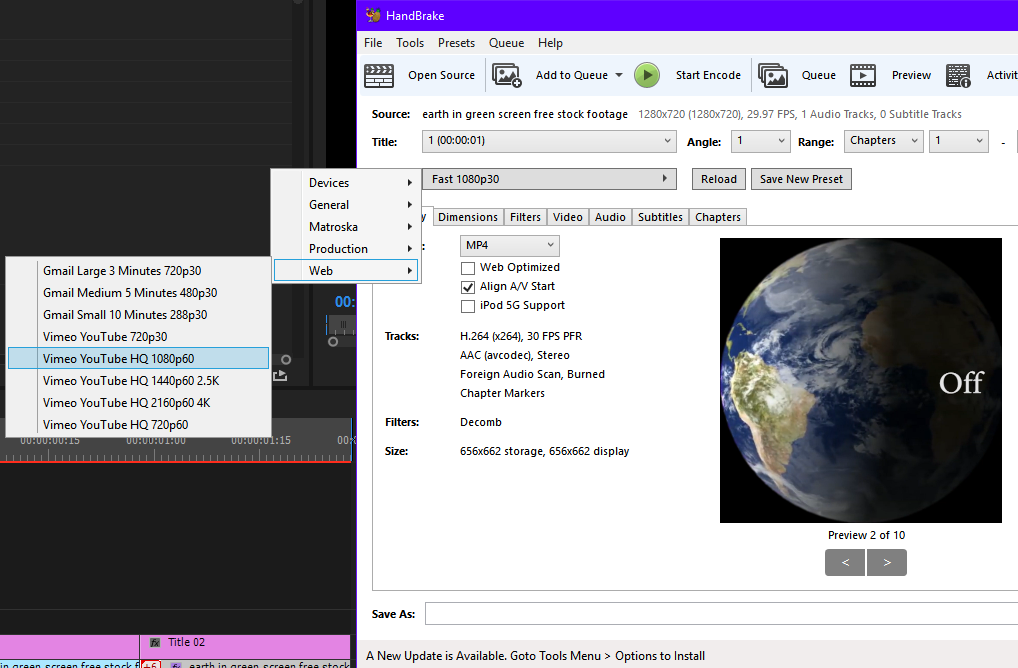 HandBrake
File Tools Presets Queue Help
Open Source Add to Queue Start Encode Queue Preview Activit
Source: earth in green screen free stock footage 1280x720 (1280x720), 29.97 FPS, 1 Audio Tracks, 0 Subtitle Tracks
Title: 1 (00:00:01) Angle: 1 Range: Chapters 1 -
Fast 1080p30 Reload Save New Preset
Devices
General
Matroska
Production
Web
Gmail Large 3 Minutes 720p30
Gmail Medium 5 Minutes 480p30
Gmail Small 10 Minutes 288p30
Vimeo YouTube 720p30
Vimeo YouTube HQ 1080p60
Vimeo YouTube HQ 1440p60 2.5K
Vimeo YouTube HQ 2160p60 4K
Vimeo YouTube HQ 720p60
y Dimensions Filters Video Audio Subtitles Chapters
: MP4
Web Optimized
Align A/V Start
iPod 5G Support
Tracks: H.264 (x264), 30 FPS PFR
AAC (avcodec), Stereo
Foreign Audio Scan, Burned
Chapter Markers
Filters: Decomb
Size: 656x662 storage, 656x662 display
Off
Preview 2 of 10
< >
Save As:
A New Update is Available. Goto Tools Menu > Options to Install
00:
00:00:00:15 00:00:01:00 00:00:01:15 00:
fx Title 02
in green screen free stock f +6 earth in green screen free stock footage